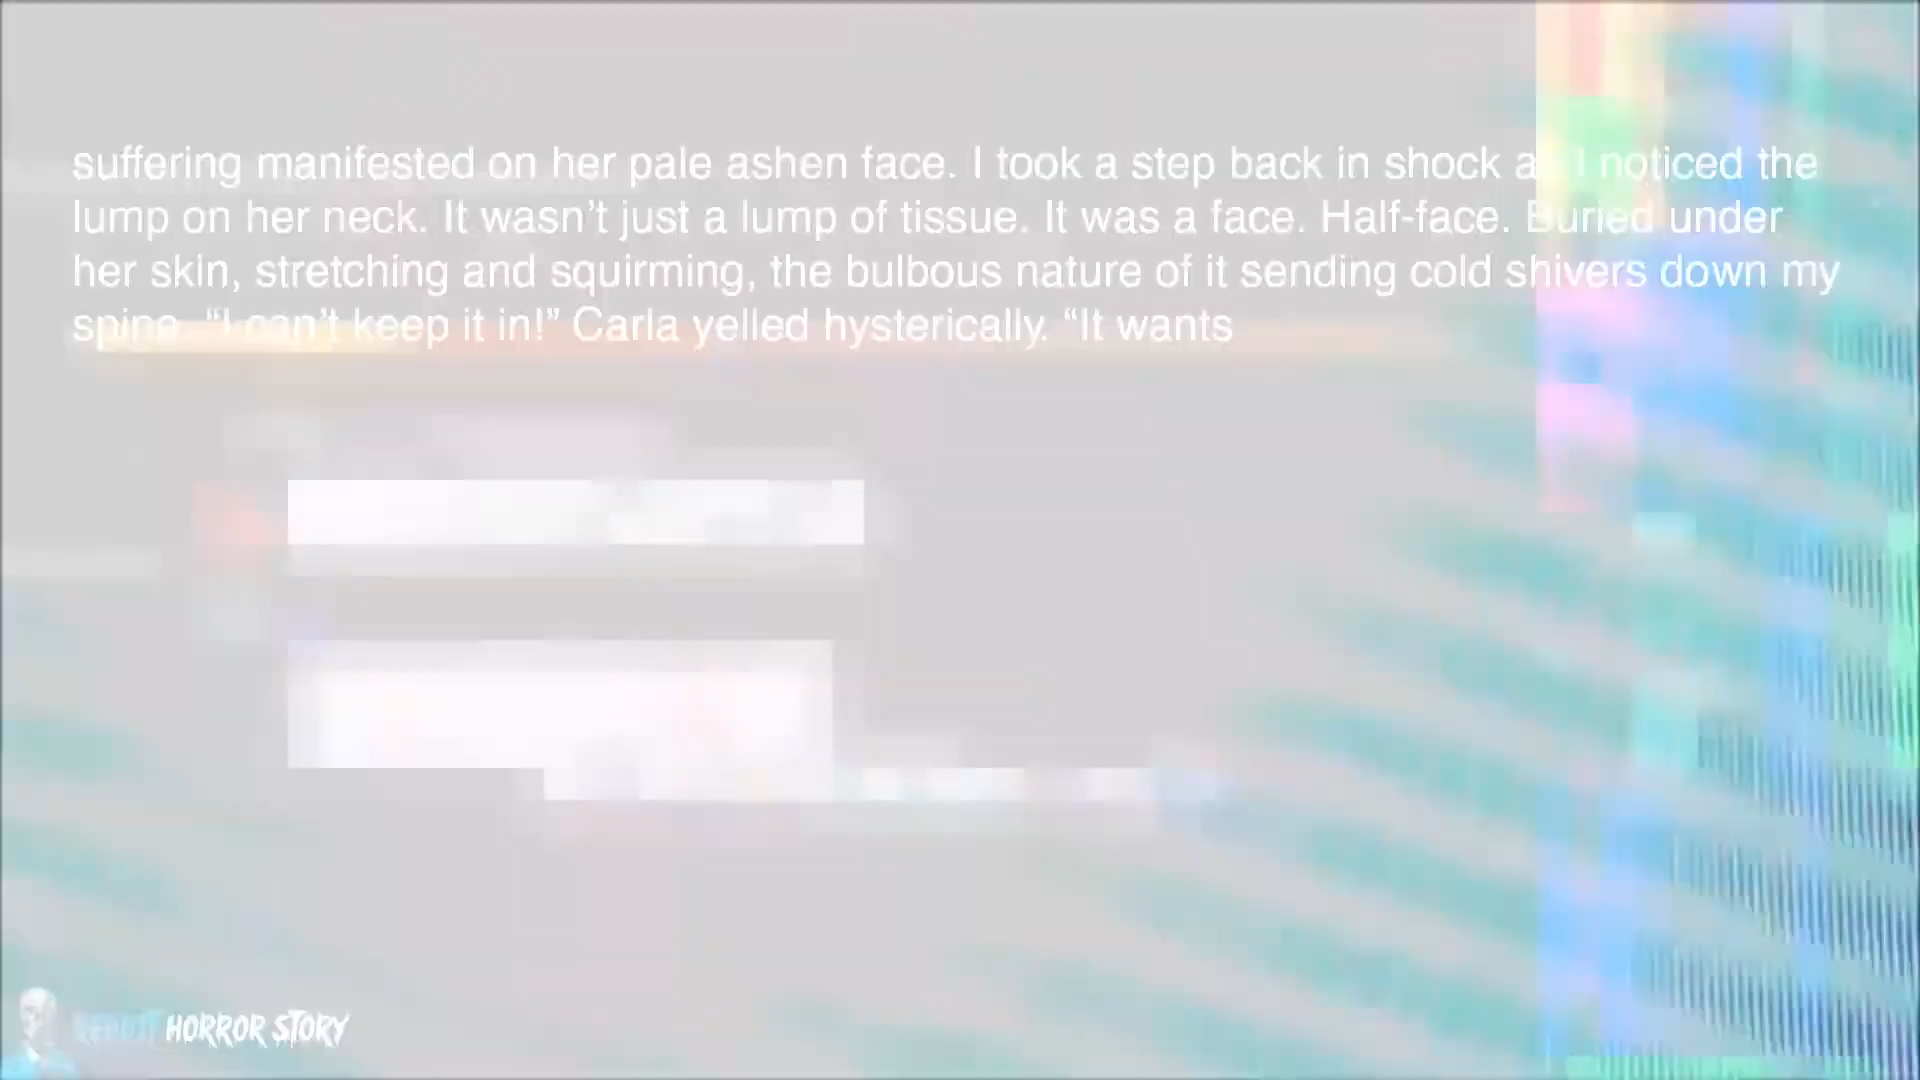 suffering manifested on her pale ashen face. I took a step back in shock as I noticed the
lump on her neck. It wasn’t just a lump of tissue. It was a face. Half-face. Buried under
her skin, stretching and squirming, the bulbous nature of it sending cold shivers down my
spine. “I can’t keep it in!” Carla yelled hysterically. “It wants
REDDIT HORROR STORY